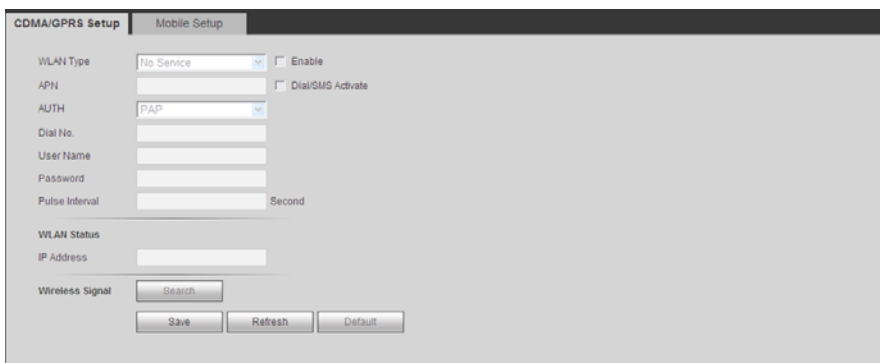 CDMA/GPRS Setup Mobile Setup
WLAN Type No Service Enable
APN Dial/SMS Activate
AUTH PAP
Dial No.
User Name
Password
Pulse Interval Second
WLAN Status
IP Address
Wireless Signal Search
Save Refresh Default